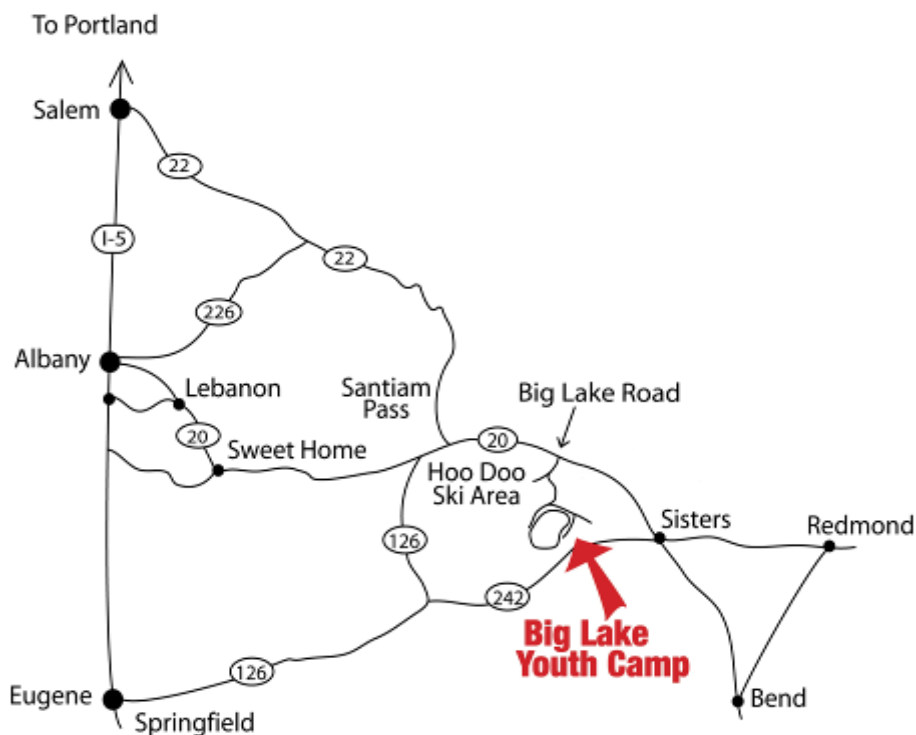 To Portland
Salem
22
I-5
22
226
Albany
Lebanon
Santiam
Pass
Big Lake Road
20
20
Sweet Home
Hoo Doo
Ski Area
Sisters
Redmond
126
242
Big Lake
Youth Camp
126
Eugene
Springfield
Bend